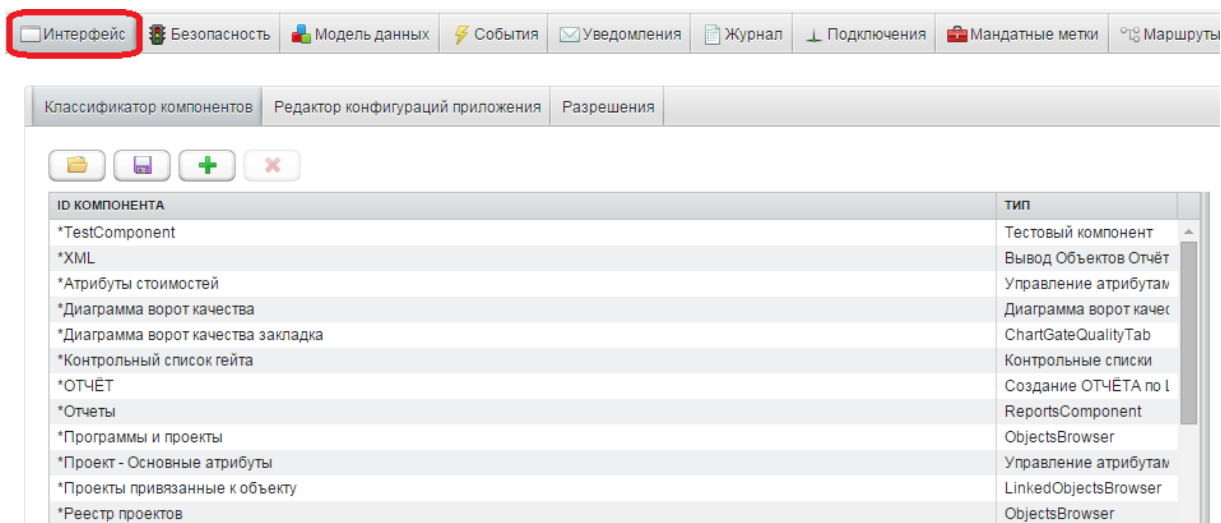 Интерфейс Безопасность Модель данных События Уведомления Журнал Подключения Мандатные метки Маршруты
Классификатор компонентов Редактор конфигураций приложения Разрешения
ID КОМПОНЕНТА ТИП
*TestComponent Тестовый компонент
*XML Вывод Объектов Отчёт
*Атрибуты стоимостей Управление атрибутам
*Диаграмма ворот качества Диаграмма ворот качес
*Диаграмма ворот качества закладка ChartGateQualityTab
*Контрольный список гейта Контрольные списки
*ОТЧЁТ Создание ОТЧЁТА по
*Отчеты ReportsComponent
*Программы и проекты ObjectsBrowser
*Проект - Основные атрибуты Управление атрибутам
*Проекты привязанные к объекту LinkedObjectsBrowser
*Реестр проектов ObjectsBrowser